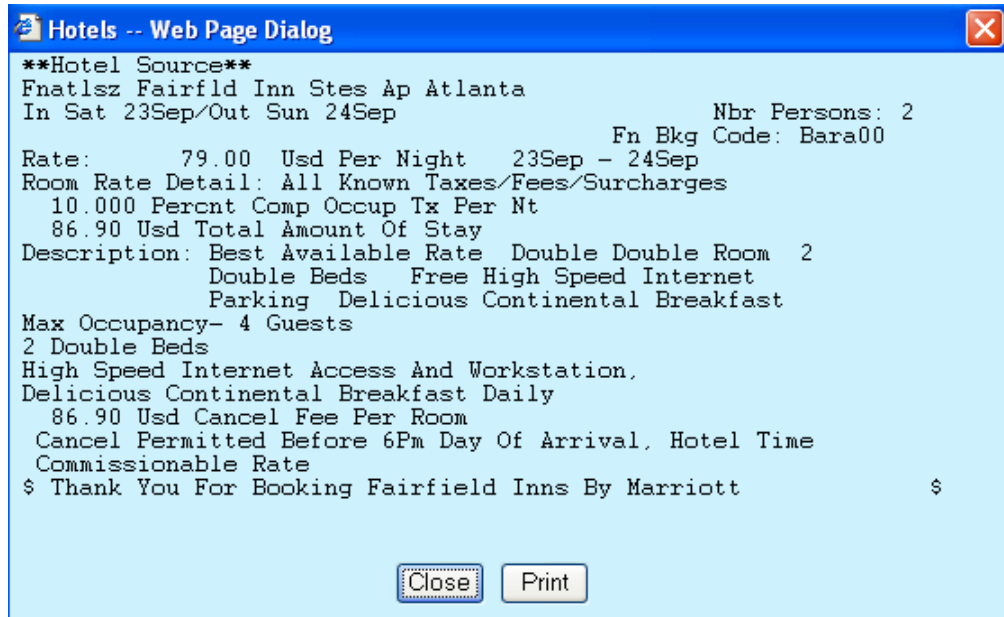 Hotels -- Web Page Dialog
**Hotel Source**
Fnatlsz Fairfld Inn Stes Ap Atlanta
In Sat 23Sep/Out Sun 24Sep Nbr Persons: 2
Fn Bkg Code: Bara00
Rate: 79.00 Usd Per Night 23Sep - 24Sep
Room Rate Detail: All Known Taxes/Fees/Surcharges
10.000 Percnt Comp Occup Tx Per Nt
86.90 Usd Total Amount Of Stay
Description: Best Available Rate Double Double Room 2
Double Beds Free High Speed Internet
Parking Delicious Continental Breakfast
Max Occupancy- 4 Guests
2 Double Beds
High Speed Internet Access And Workstation,
Delicious Continental Breakfast Daily
86.90 Usd Cancel Fee Per Room
Cancel Permitted Before 6Pm Day Of Arrival, Hotel Time
Commissionable Rate
$ Thank You For Booking Fairfield Inns By Marriott $
Close Print